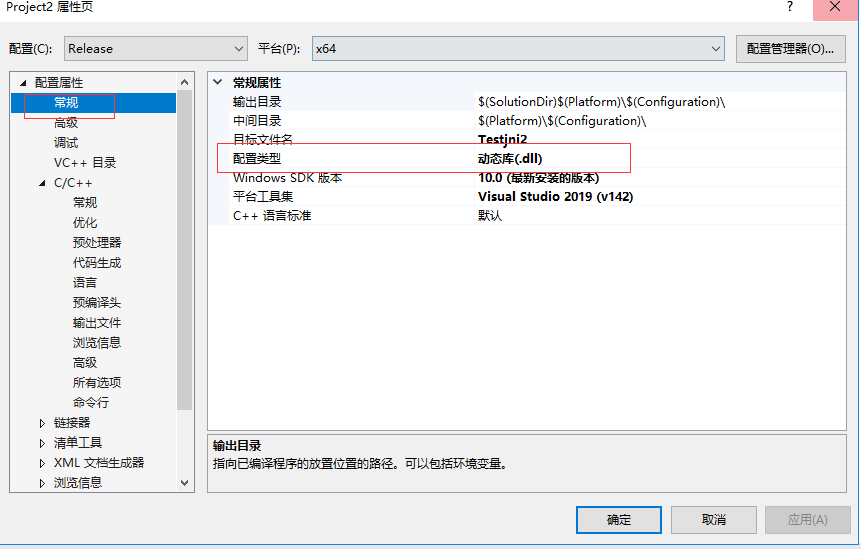 Project2 属性页
?
配置(C): Release 平台(P): x64 配置管理器(O)...
配置属性
常规
高级
调试
VC++ 目录
C/C++
常规
优化
预处理器
代码生成
语言
预编译头
输出文件
浏览信息
高级
所有选项
命令行
链接器
清单工具
XML 文档生成器
浏览信息
常规属性
输出目录 $(SolutionDir)$(Platform)\$(Configuration)\
中间目录 $(Platform)\$(Configuration)\
目标文件名 Testjni2
配置类型 动态库(.dll)
Windows SDK 版本 10.0 (最新安装的版本)
平台工具集 Visual Studio 2019 (v142)
C++ 语言标准 默认
输出目录
指向已编译程序的放置位置的路径。可以包括环境变量。
确定 取消 应用(A)